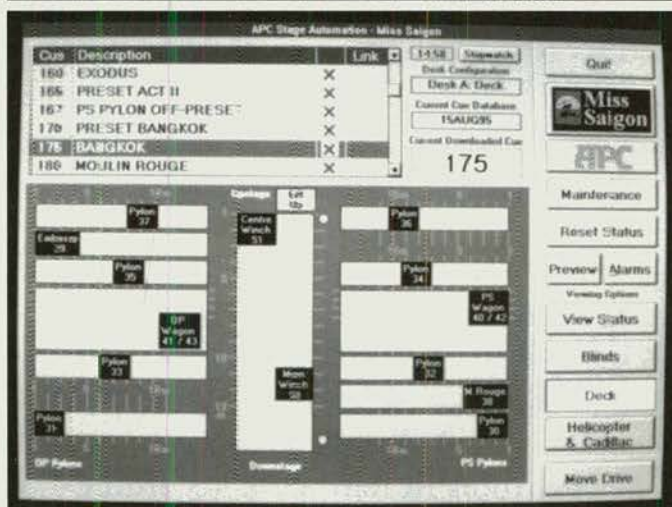 APC Stage Automation - Miss Saigon
Cue Description Link
160 EXODUS X
165 PRESET ACT II X
167 PS PYLON OFF-PRESET X
170 PRESET BANGKOK X
175 BANGKOK X
180 MOULIN ROUGE X
14:58 Stopwatch
Desk Configuration
Desk A: Deck
Current Cue Database
15AUG95
Current Downloaded Cue
175
Quit
Miss
Saigon
APC
Maintenance
Reset Status
Preview Alarms
Viewing Options
View Status
Blinds
Deck
Helicopter
& Cadillac
Move Drive
Upstage
Pylon
37
Embassy
39
Pylon
35
OP
Wagon
41 / 43
Pylon
33
Pylon
31
OP Pylons
Centre
Winch
51
Winch
50
Downstage
Pylon
36
Pylon
34
PS
Wagon
40 / 42
Pylon
32
M. Rouge
38
Pylon
30
PS Pylons